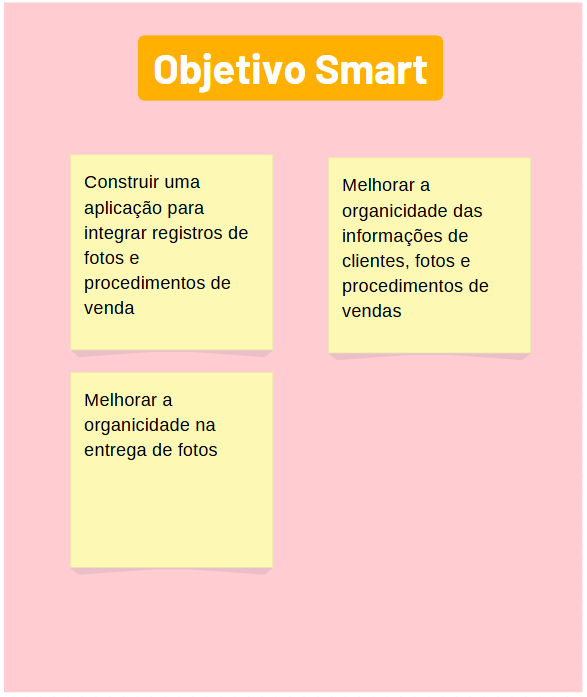 Objetivo Smart
Construir uma
aplicação para
integrar registros de
fotos e
procedimentos de
venda
Melhorar a
organicidade das
informações de
clientes, fotos e
procedimentos de
vendas
Melhorar a
organicidade na
entrega de fotos